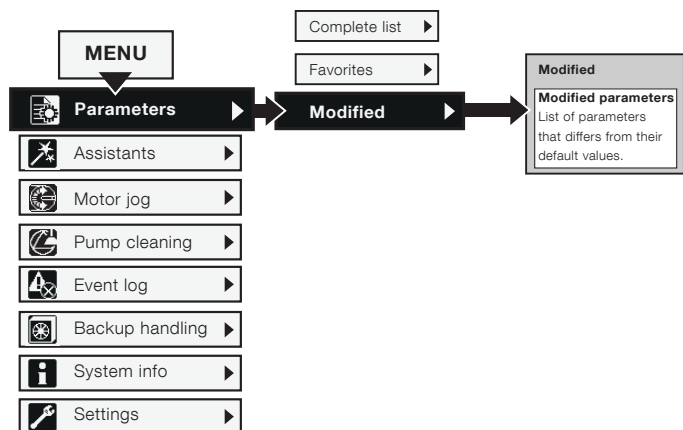 MENU
Parameters
Assistants
Motor jog
Pump cleaning
Event log
Backup handling
System info
Settings
Complete list
Favorites
Modified
Modified
Modified parameters
List of parameters
that differs from their
default values.